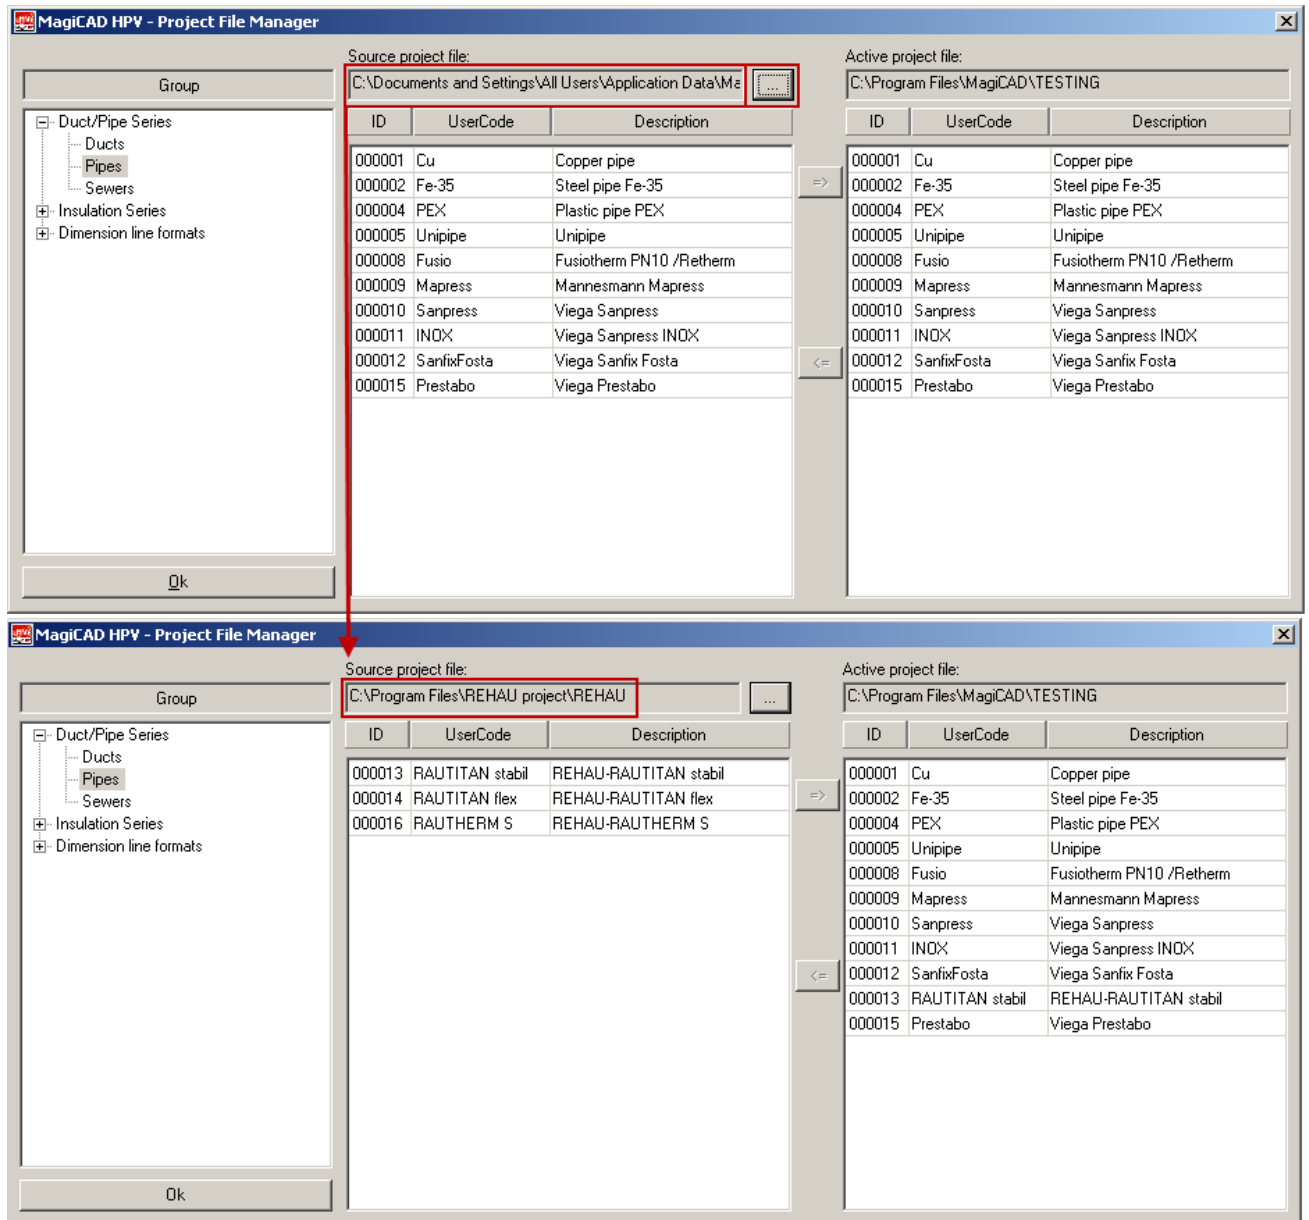 MagiCAD HPV - Project File Manager
Source project file:
Active project file:
Group
C:\Documents and Settings\All Users\Application Data\Ma
...
C:\Program Files\MagiCAD\TESTING
Duct/Pipe Series
Ducts
Pipes
Sewers
Insulation Series
Dimension line formats
Ok
ID UserCode Description
000001 Cu Copper pipe
000002 Fe-35 Steel pipe Fe-35
000004 PEX Plastic pipe PEX
000005 Unipipe Unipipe
000008 Fusio Fusiotherm PN10 /Retherm
000009 Mapress Mannesmann Mapress
000010 Sanpress Viega Sanpress
000011 INOX Viega Sanpress INOX
000012 SanfixFosta Viega Sanfix Fosta
000015 Prestabo Viega Prestabo
=>
<=
ID UserCode Description
000001 Cu Copper pipe
000002 Fe-35 Steel pipe Fe-35
000004 PEX Plastic pipe PEX
000005 Unipipe Unipipe
000008 Fusio Fusiotherm PN10 /Retherm
000009 Mapress Mannesmann Mapress
000010 Sanpress Viega Sanpress
000011 INOX Viega Sanpress INOX
000012 SanfixFosta Viega Sanfix Fosta
000015 Prestabo Viega Prestabo
MagiCAD HPV - Project File Manager
Source project file:
Active project file:
Group
C:\Program Files\REHAU project\REHAU
...
C:\Program Files\MagiCAD\TESTING
Duct/Pipe Series
Ducts
Pipes
Sewers
Insulation Series
Dimension line formats
Ok
ID UserCode Description
000013 RAUTITAN stabil REHAU-RAUTITAN stabil
000014 RAUTITAN flex REHAU-RAUTITAN flex
000016 RAUTHERM S REHAU-RAUTHERM S
=>
<=
ID UserCode Description
000001 Cu Copper pipe
000002 Fe-35 Steel pipe Fe-35
000004 PEX Plastic pipe PEX
000005 Unipipe Unipipe
000008 Fusio Fusiotherm PN10 /Retherm
000009 Mapress Mannesmann Mapress
000010 Sanpress Viega Sanpress
000011 INOX Viega Sanpress INOX
000012 SanfixFosta Viega Sanfix Fosta
000013 RAUTITAN stabil REHAU-RAUTITAN stabil
000015 Prestabo Viega Prestabo